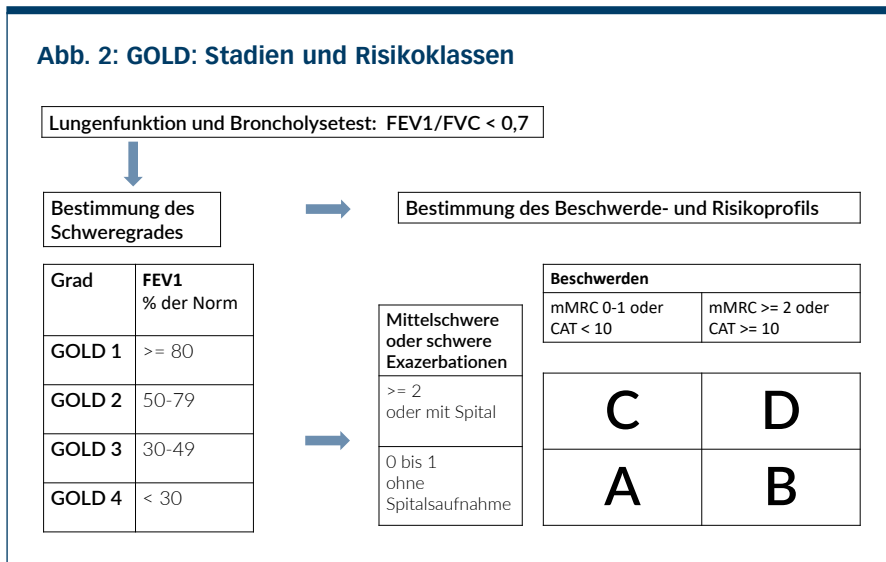 Abb. 2: GOLD: Stadien und Risikoklassen
Lungenfunktion und Broncholysetest: FEV1/FVC < 0,7
Bestimmung des
Schweregrades
Bestimmung des Beschwerde- und Risikoprofils
Grad
FEV1
% der Norm
GOLD 1
>= 80
GOLD 2
50-79
GOLD 3
30-49
GOLD 4
< 30
Mittelschwere
oder schwere
Exazerbationen
>= 2
oder mit Spital
0 bis 1
ohne
Spitalsaufnahme
Beschwerden
mMRC 0-1 oder
CAT < 10
mMRC >= 2 oder
CAT >= 10
C
D
A
B